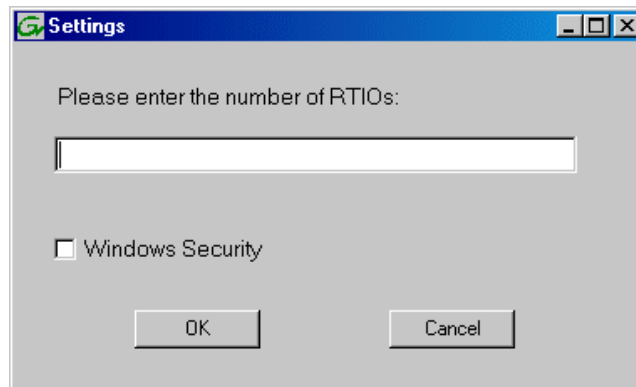 Settings
Please enter the number of RTIOs:
Windows Security
OK
Cancel